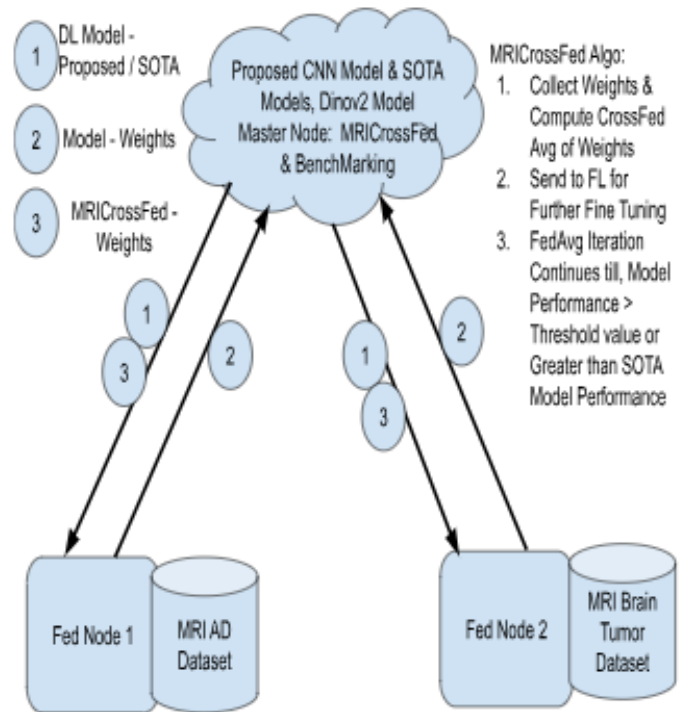 1
DL Model -
Proposed / SOTA
2
Model - Weights
3
MRICrossFed -
Weights
Proposed CNN Model & SOTA
Models, Dinov2 Model
Master Node: MRICrossFed
& BenchMarking
MRICrossFed Algo:
1. Collect Weights &
Compute CrossFed
Avg of Weights
2. Send to FL for
Further Fine Tuning
3. FedAvg Iteration
Continues till, Model
Performance >
Threshold value or
Greater than SOTA
Model Performance
1
3
2
1
3
2
Fed Node 1
MRI AD
Dataset
Fed Node 2
MRI Brain
Tumor
Dataset